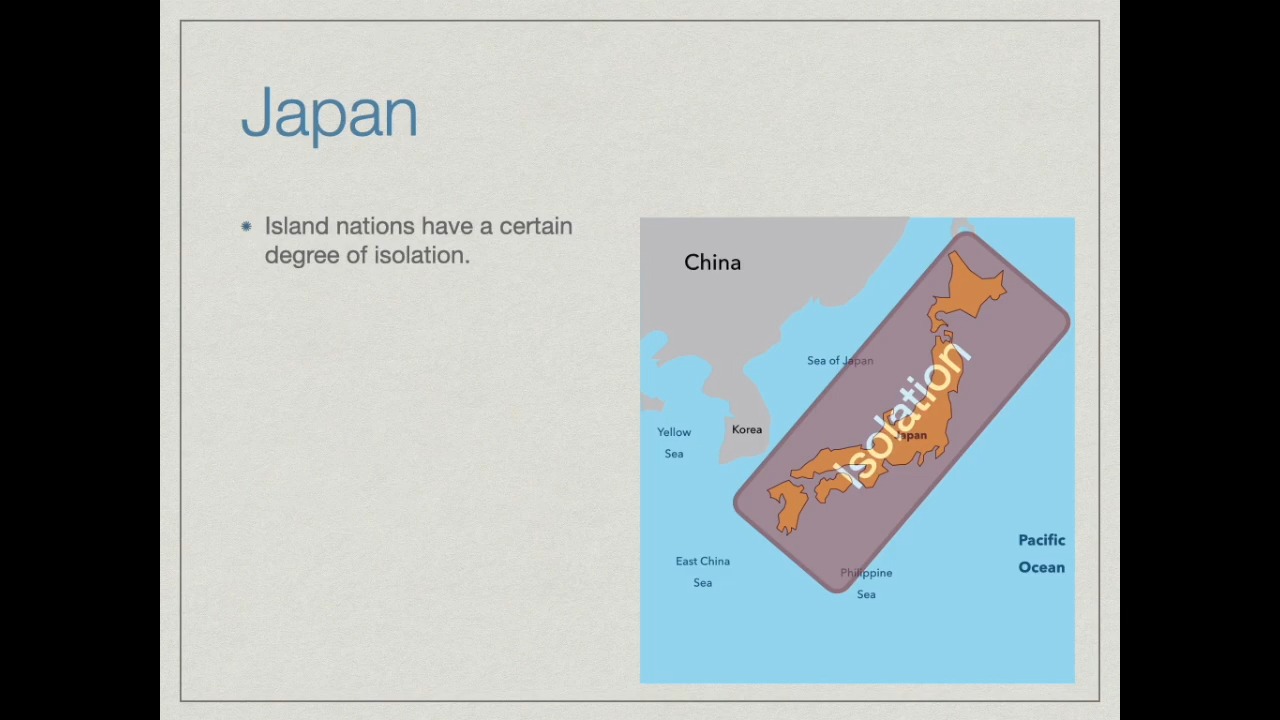 Japan
Island nations have a certain
degree of isolation.
China
Sea of Japan
Isolation
Japan
Korea
Yellow
Sea
East China
Sea
Philippine
Sea
Pacific
Ocean